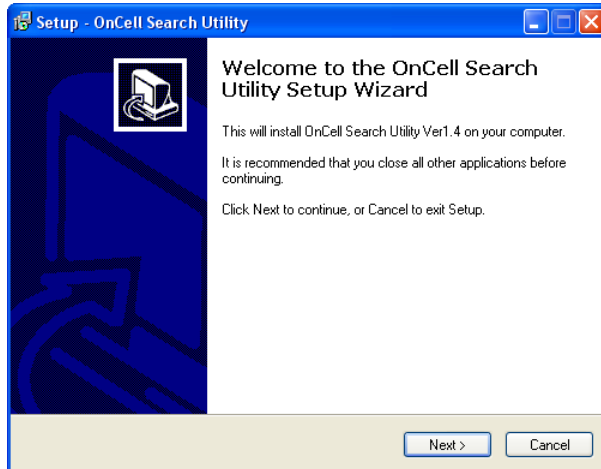 Setup - OnCell Search Utility
Welcome to the OnCell Search
Utility Setup Wizard
This will install OnCell Search Utility Ver1.4 on your computer.
It is recommended that you close all other applications before
continuing.
Click Next to continue, or Cancel to exit Setup.
Next >
Cancel